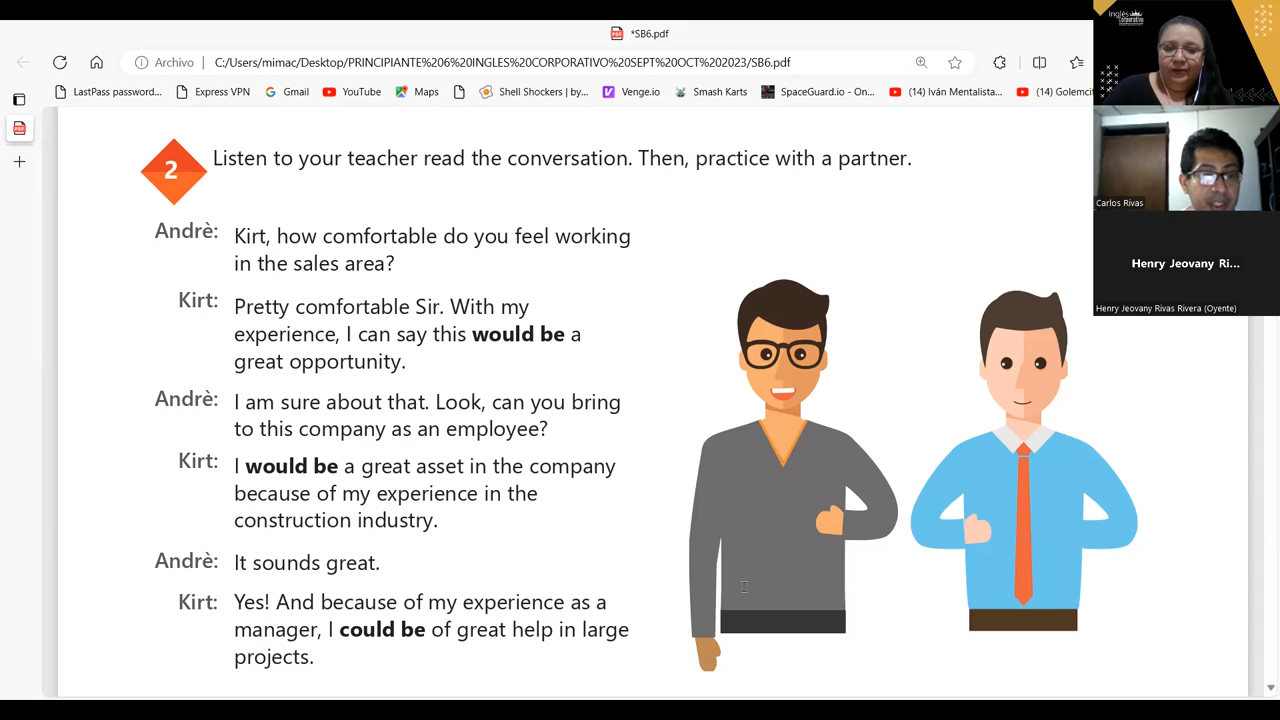 *SB6.pdf
Archivo
C:/Users/mimac/Desktop/PRINCIPIANTE%206%20INGLES%20CORPORATIVO%20SEPT%20OCT%202023/SB6.pdf
LastPass password...
Express VPN
Gmail
YouTube
Maps
Shell Shockers | by...
Venge.io
Smash Karts
SpaceGuard.io - On...
(14) Iván Mentalista...
(14) Golemcit
Inglés
Corporativo
2
Listen to your teacher read the conversation. Then, practice with a partner.
Andrè: Kirt, how comfortable do you feel working
in the sales area?
Kirt: Pretty comfortable Sir. With my
experience, I can say this would be a
great opportunity.
Andrè: I am sure about that. Look, can you bring
to this company as an employee?
Kirt: I would be a great asset in the company
because of my experience in the
construction industry.
Andrè: It sounds great.
Kirt: Yes! And because of my experience as a
manager, I could be of great help in large
projects.
Carlos Rivas
Henry Jeovany Ri...
Henry Jeovany Rivas Rivera (Oyente)